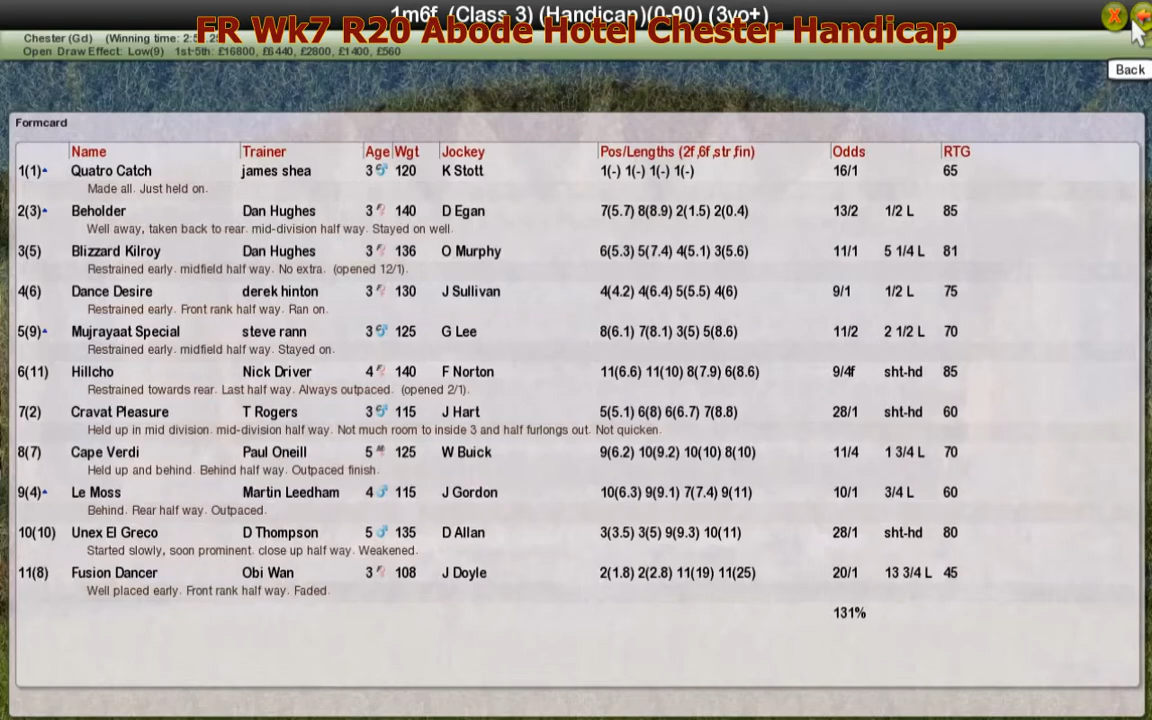 1m6f (Class 3) (Handicap)(0-90) (3yo+)
FR Wk7 R20 Abode Hotel Chester Handicap
Chester (Gd) (Winning time: 2:5
Open Draw Effect: Low(9) 1st-5th: £16800, £6440, £2800, £1400, £560
Back
Formcard
Name Trainer Age Wgt Jockey Pos/Lengths (2f,6f,str,fin) Odds RTG
1(1) Quatro Catch james shea 3 120 K Stott 1(-) 1(-) 1(-) 1(-) 16/1 65
Made all. Just held on.
2(3) Beholder Dan Hughes 3 140 D Egan 7(5.7) 8(8.9) 2(1.5) 2(0.4) 13/2 1/2 L 85
Well away, taken back to rear. mid-division half way. Stayed on well.
3(5) Blizzard Kilroy Dan Hughes 3 136 O Murphy 6(5.3) 5(7.4) 4(5.1) 3(5.6) 11/1 5 1/4 L 81
Restrained early. midfield half way. No extra. (opened 12/1).
4(6) Dance Desire derek hinton 3 130 J Sullivan 4(4.2) 4(6.4) 5(5.5) 4(6) 9/1 1/2 L 75
Restrained early. Front rank half way. Ran on.
5(9) Mujrayaat Special steve rann 3 125 G Lee 8(6.1) 7(8.1) 3(5) 5(8.6) 11/2 2 1/2 L 70
Restrained early. midfield half way. Stayed on.
6(11) Hillcho Nick Driver 4 140 F Norton 11(6.6) 11(10) 8(7.9) 6(8.6) 9/4f sht-hd 85
Restrained towards rear. Last half way. Always outpaced. (opened 2/1).
7(2) Cravat Pleasure T Rogers 3 115 J Hart 5(5.1) 6(8) 6(6.7) 7(8.8) 28/1 sht-hd 60
Held up in mid division. mid-division half way. Not much room to inside 3 and half furlongs out. Not quicken.
8(7) Cape Verdi Paul Oneill 5 125 W Buick 9(6.2) 10(9.2) 10(10) 8(10) 11/4 1 3/4 L 70
Held up and behind. Behind half way. Outpaced finish.
9(4) Le Moss Martin Leedham 4 115 J Gordon 10(6.3) 9(9.1) 7(7.4) 9(11) 10/1 3/4 L 60
Behind. Rear half way. Outpaced.
10(10) Unex El Greco D Thompson 5 135 D Allan 3(3.5) 3(5) 9(9.3) 10(11) 28/1 sht-hd 80
Started slowly, soon prominent. close up half way. Weakened.
11(8) Fusion Dancer Obi Wan 3 108 J Doyle 2(1.8) 2(2.8) 11(19) 11(25) 20/1 13 3/4 L 45
Well placed early. Front rank half way. Faded.
131%